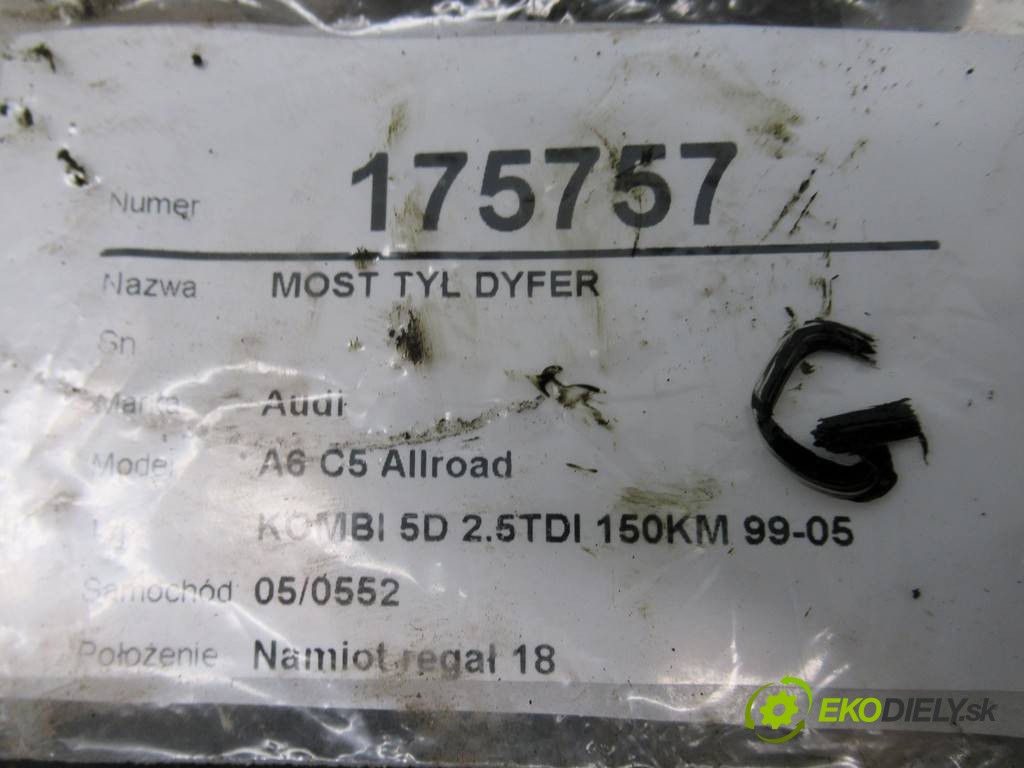 Numer 175757
Nazwa MOST TYŁ DYFER
Sn
Marka Audi
Model A6 C5 Allroad
KOMBI 5D 2.5TDI 150KM 99-05
Samochód 05/0552
Położenie Namiot regał 18
G
EKODIELY.sk